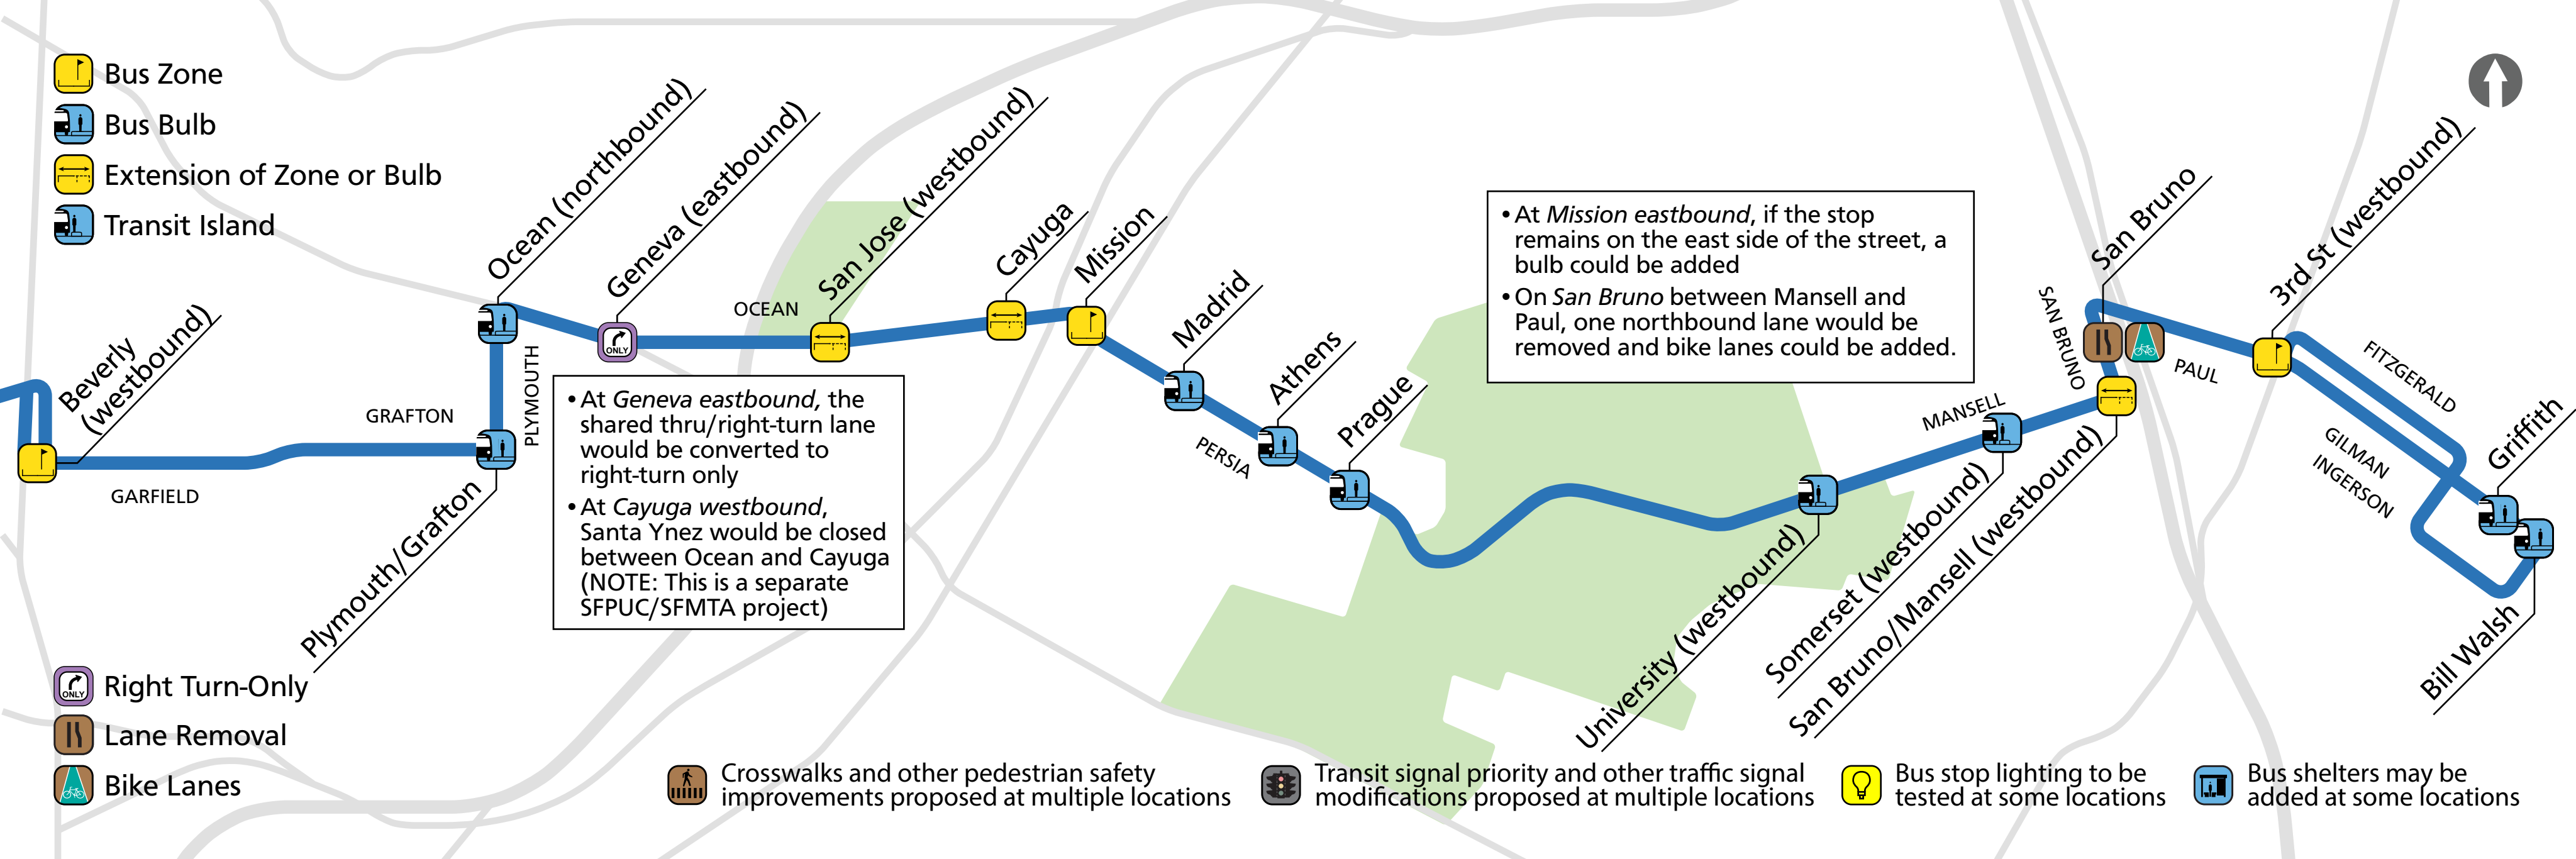 Bus Zone
Bus Bulb
Extension of Zone or Bulb
Transit Island
Beverly
(westbound)
GARFIELD
GRAFTON
Plymouth/Grafton
PLYMOUTH
Ocean (northbound)
Geneva (eastbound)
OCEAN
San Jose (westbound)
Cayuga
Mission
•At Geneva eastbound, the
shared thru/right-turn lane
would be converted to
right-turn only
•At Cayuga westbound,
Santa Ynez would be closed
between Ocean and Cayuga
(NOTE: This is a separate
SFPUC/SFMTA project)
Madrid
Athens
Prague
PERSIA
•At Mission eastbound, if the stop
remains on the east side of the street, a
bulb could be added
•On San Bruno between Mansell and
Paul, one northbound lane would be
removed and bike lanes could be added.
University (westbound)
MANSELL
Somerset (westbound)
San Bruno/Mansell (westbound)
SAN BRUNO
San Bruno
PAUL
3rd St (westbound)
FITZGERALD
GILMAN
INGERSON
Griffith
Bill Walsh
ONLY
Right Turn-Only
ONLY
Lane Removal
Bike Lanes
Crosswalks and other pedestrian safety
improvements proposed at multiple locations
Transit signal priority and other traffic signal
modifications proposed at multiple locations
Bus stop lighting to be
tested at some locations
Bus shelters may be
added at some locations